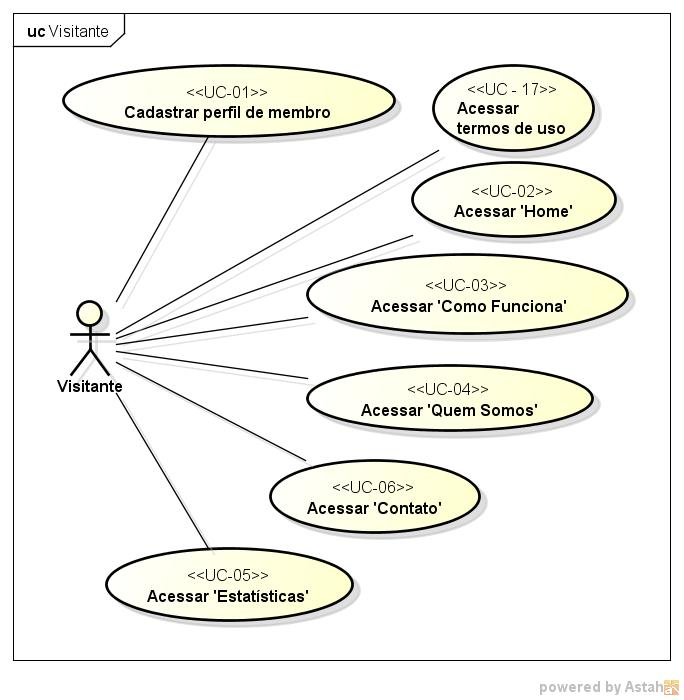 uc Visitante
<<UC-01>>
Cadastrar perfil de membro
<<UC - 17>>
Acessar
termos de uso
<<UC-02>>
Acessar 'Home'
<<UC-03>>
Acessar 'Como Funciona'
Visitante
<<UC-04>>
Acessar 'Quem Somos'
<<UC-06>>
Acessar 'Contato'
<<UC-05>>
Acessar 'Estatísticas'
powered by Astah